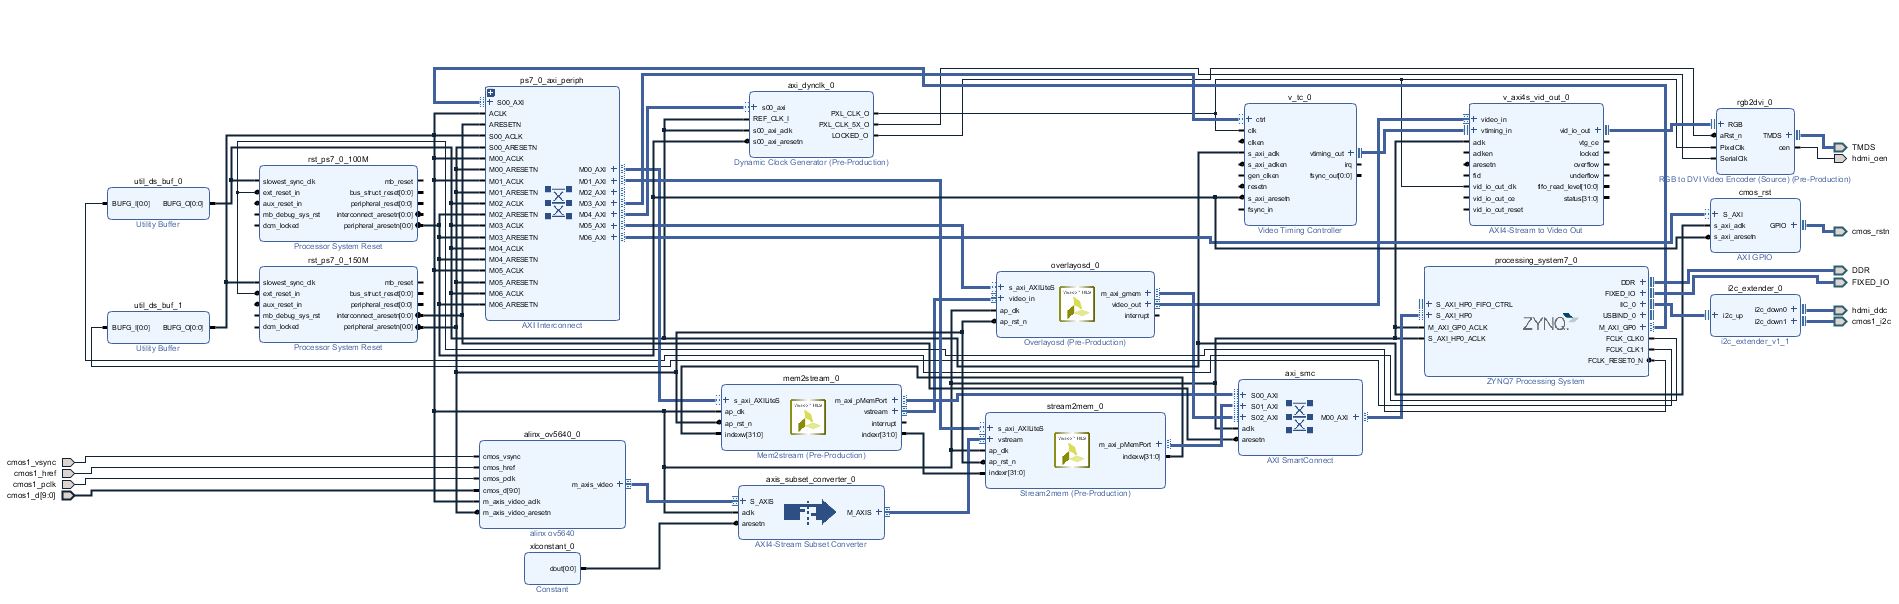 ps7_0_axi_periph
S00_AXI
ACLK
ARESETN
S00_ACLK
S00_ARESETN
M00_ACLK
M00_ARESETN
M01_ACLK
M01_ARESETN
M02_ACLK
M02_ARESETN
M03_ACLK
M03_ARESETN
M04_ACLK
M04_ARESETN
M05_ACLK
M05_ARESETN
M06_ACLK
M06_ARESETN
M00_AXI
M01_AXI
M02_AXI
M03_AXI
M04_AXI
M05_AXI
M06_AXI
AXI Interconnect
util_ds_buf_0
BUFG_I[0:0] BUFG_O[0:0]
Utility Buffer
util_ds_buf_1
BUFG_I[0:0] BUFG_O[0:0]
Utility Buffer
rst_ps7_0_100M
slowest_sync_clk mb_reset
ext_reset_in bus_struct_reset[0:0]
aux_reset_in peripheral_reset[0:0]
mb_debug_sys_rst interconnect_aresetn[0:0]
dcm_locked peripheral_aresetn[0:0]
Processor System Reset
rst_ps7_0_150M
slowest_sync_clk mb_reset
ext_reset_in bus_struct_reset[0:0]
aux_reset_in peripheral_reset[0:0]
mb_debug_sys_rst interconnect_aresetn[0:0]
dcm_locked peripheral_aresetn[0:0]
Processor System Reset
axi_dynclk_0
s00_axi
REF_CLK_I
s00_axi_aclk
s00_axi_aresetn
PXL_CLK_O
PXL_CLK_5X_O
LOCKED_O
Dynamic Clock Generator (Pre-Production)
v_tc_0
ctrl
clk
clken
s_axi_aclk
s_axi_aclken
gen_clken
resetn
s_axi_aresetn
fsync_in
vtiming_out
irq
fsync_out[0:0]
Video Timing Controller
v_axi4s_vid_out_0
video_in
vtiming_in
aclk
aclken
aresetn
fid
vid_io_out_clk
vid_io_out_ce
vid_io_out_reset
vid_io_out
vtg_ce
locked
overflow
underflow
fifo_read_level[10:0]
status[31:0]
AXI4-Stream to Video Out
rgb2dvi_0
RGB
aRst_n
PixelClk
SerialClk
TMDS
oen
RGB to DVI Video Encoder (Source) (Pre-Production)
TMDS
hdmi_oen
cmos_rst
S_AXI
s_axi_aclk
s_axi_aresetn
GPIO
AXI GPIO
cmos_rstn
overlayosd_0
s_axi_AXILiteS
video_in
ap_clk
ap_rst_n
m_axi_gmem
video_out
interrupt
Overlayosd (Pre-Production)
processing_system7_0
S_AXI_HP0_FIFO_CTRL
S_AXI_HP0
M_AXI_GP0_ACLK
S_AXI_HP0_ACLK
ZYNQ
DDR
FIXED_IO
IIC_0
USBIND_0
M_AXI_GP0
FCLK_CLK0
FCLK_CLK1
FCLK_RESET0_N
ZYNQ7 Processing System
DDR
FIXED_IO
i2c_extender_0
i2c_up
i2c_down0
i2c_down1
i2c_extender_v1_1
hdmi_ddc
cmos1_i2c
mem2stream_0
s_axi_AXILiteS
ap_clk
ap_rst_n
indexw[31:0]
m_axi_pMemPort
vstream
interrupt
indexr[31:0]
Mem2stream (Pre-Production)
stream2mem_0
s_axi_AXILiteS
vstream
ap_clk
ap_rst_n
indexr[31:0]
m_axi_pMemPort
indexw[31:0]
Stream2mem (Pre-Production)
axi_smc
S00_AXI
S01_AXI
S02_AXI
aclk
aresetn
M00_AXI
AXI SmartConnect
cmos1_vsync
cmos1_href
cmos1_pclk
cmos1_d[9:0]
alinx_ov5640_0
cmos_vsync
cmos_href
cmos_pclk
cmos_d[9:0]
m_axis_video_aclk
m_axis_video_aresetn
m_axis_video
alinx ov5640
axis_subset_converter_0
S_AXIS
aclk
aresetn
M_AXIS
AXI4-Stream Subset Converter
xlconstant_0
dout[0:0]
Constant